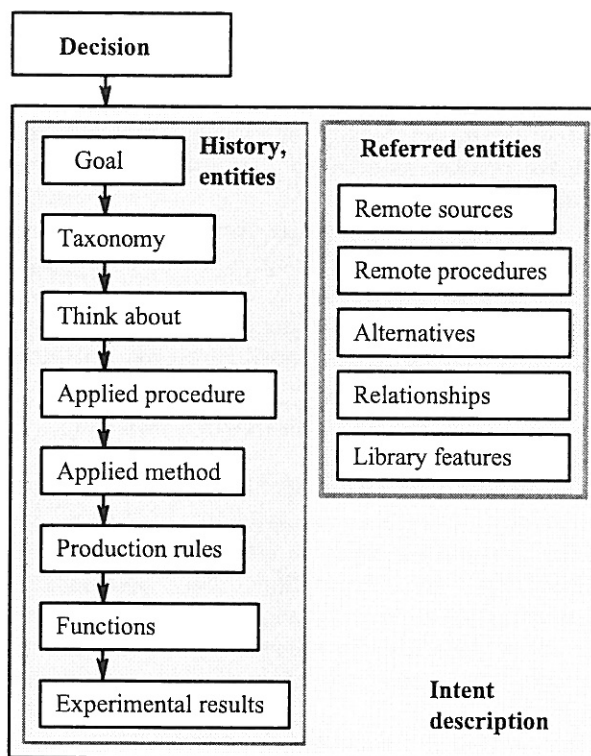 Decision
Goal
History,
entities
Taxonomy
Think about
Applied procedure
Applied method
Production rules
Functions
Experimental results
Referred entities
Remote sources
Remote procedures
Alternatives
Relationships
Library features
Intent
description